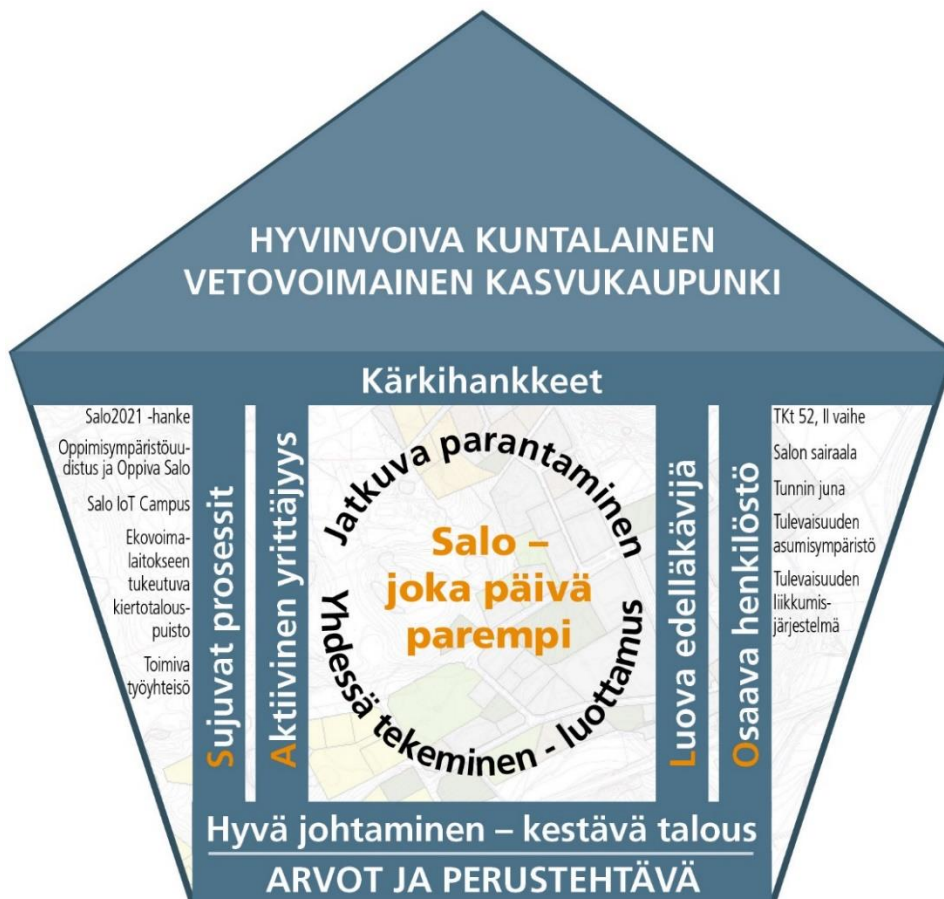 HYVINVOIVA KUNTALAINEN
VETOVOIMAINEN KASVUKAUPUNKI
Kärkihankkeet
Salo2021 -hanke
Oppimisympäristöuu-
distus ja Oppiva Salo
Salo IoT Campus
Ekovoima-
laitokseen
tukeutuva
kiertotalous-
puisto
Toimiva
työyhteisö
Sujuvat prosessit
Aktiivinen yrittäjyys
Jatkuva parantaminen
Salo –
joka päivä
parempi
Yhdessä tekeminen - luottamus
Luova edelläkävijä
Osaava henkilöstö
TKt 52, II vaihe
Salon sairaala
Tunnin juna
Tulevaisuuden
asumisympäristö
Tulevaisuuden
liikkumis-
järjestelmä
Hyvä johtaminen – kestävä talous
ARVOT JA PERUSTEHTÄVÄ